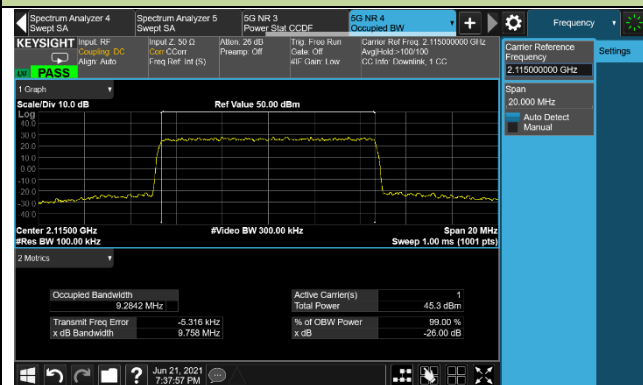 Spectrum Analyzer 4
Swept SA
Spectrum Analyzer 5
Swept SA
5G NR 3
Power Stat CCDF
5G NR 4
Occupied BW
Frequency
KEYSIGHT
Input: RF
Coupling: DC
Align: Auto
Input Z: 50 Ω
Corr CCorr
Freq Ref: Int (S)
Atten: 26 dB
Preamp: Off
Trig: Free Run
Gate: Off
#IF Gain: Low
Carrier Ref Freq: 2.115000000 GHz
Avg|Hold:>100/100
CC Info: Downlink, 1 CC
PASS
Carrier Reference
Frequency
2.115000000 GHz
Settings
Span
20.000 MHz
Auto Detect
Manual
1 Graph
Scale/Div 10.0 dB
Ref Value 50.00 dBm
Log
40.0
30.0
20.0
10.0
0.00
-10.0
-20.0
-30.0
-40.0
Center 2.11500 GHz
#Video BW 300.00 kHz
Span 20 MHz
#Res BW 100.00 kHz
Sweep 1.00 ms (1001 pts)
2 Metrics
Occupied Bandwidth
9.2842 MHz
Active Carrier(s) 1
Total Power 45.3 dBm
Transmit Freq Error -5.316 kHz
x dB Bandwidth 9.758 MHz
% of OBW Power 99.00 %
x dB -26.00 dB
?
Jun 21, 2021
7:37:57 PM